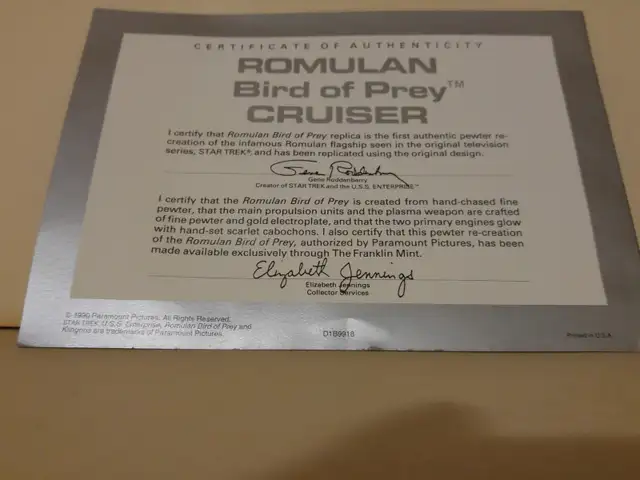 CERTIFICATE OF AUTHENTICITY
ROMULAN
Bird of Prey™
CRUISER
I certify that Romulan Bird of Prey replica is the first authentic pewter re-
creation of the infamous Romulan flagship seen in the original television
series, STAR TREK® and has been replicated using the original design.
Gene Roddenberry
Gene Roddenberry
Creator of STAR TREK and the U.S.S. ENTERPRISE™
I certify that the Romulan Bird of Prey is created from hand-chased fine
pewter, that the main propulsion units and the plasma weapon are crafted
of fine pewter and gold electroplate, and that the two primary engines glow
with hand-set scarlet cabochons. I also certify that this pewter re-creation
of the Romulan Bird of Prey, authorized by Paramount Pictures, has been
made available exclusively through The Franklin Mint.
Elizabeth Jennings
Elizebeth Jennings
Collector Services
© 1990 Paramount Pictures. All Rights Reserved.
STAR TREK, U.S.S. Enterprise, Romulan Bird of Prey and
Klingons are trademarks of Paramount Pictures.
D1B9916
Printed in U.S.A.